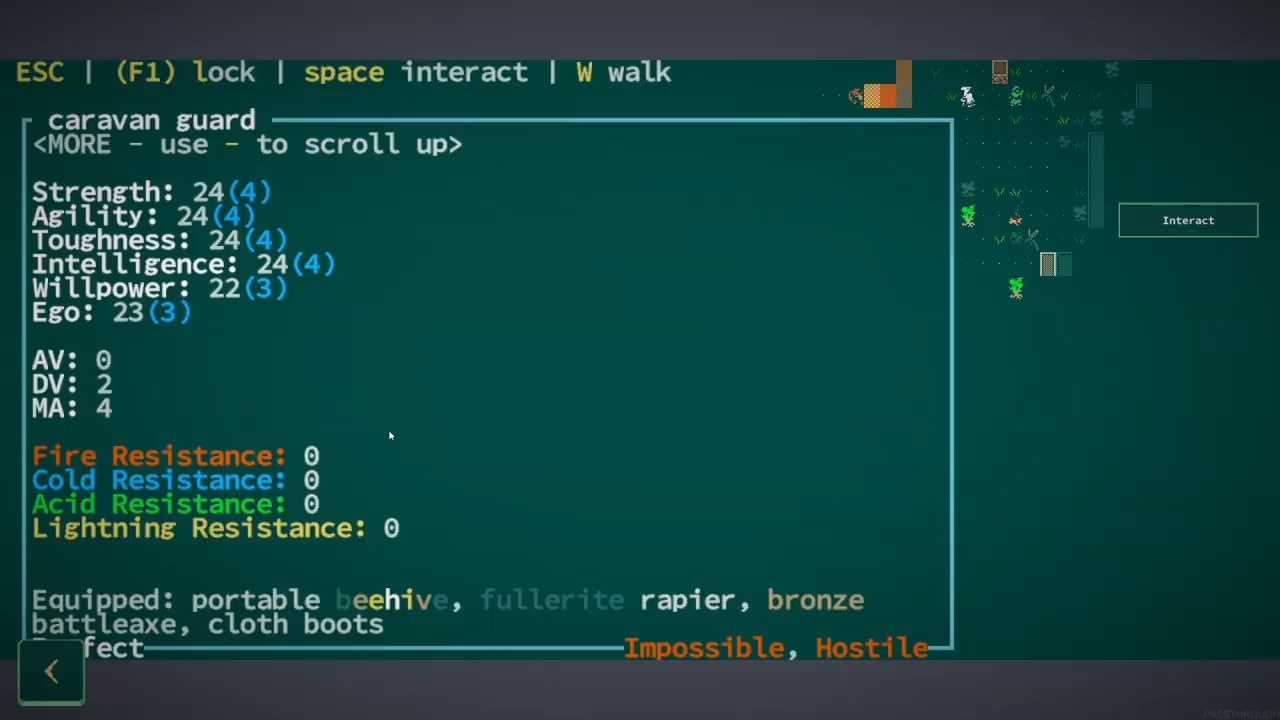 ESC | (F1) lock | space interact | W walk
caravan guard
<MORE - use - to scroll up>
Strength: 24(4)
Agility: 24(4)
Toughness: 24(4)
Intelligence: 24(4)
Willpower: 22(3)
Ego: 23(3)
AV: 0
DV: 2
MA: 4
Fire Resistance: 0
Cold Resistance: 0
Acid Resistance: 0
Lightning Resistance: 0
Equipped: portable beehive, fullerite rapier, bronze
battleaxe, cloth boots
Impossible, Hostile
Interact